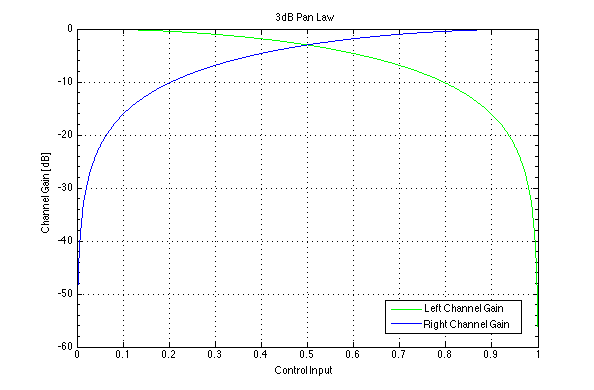 3dB Pan Law
0
-10
-20
-30
-40
-50
-60
Channel Gain [dB]
Left Channel Gain
Right Channel Gain
0 0.1 0.2 0.3 0.4 0.5 0.6 0.7 0.8 0.9 1
Control Input